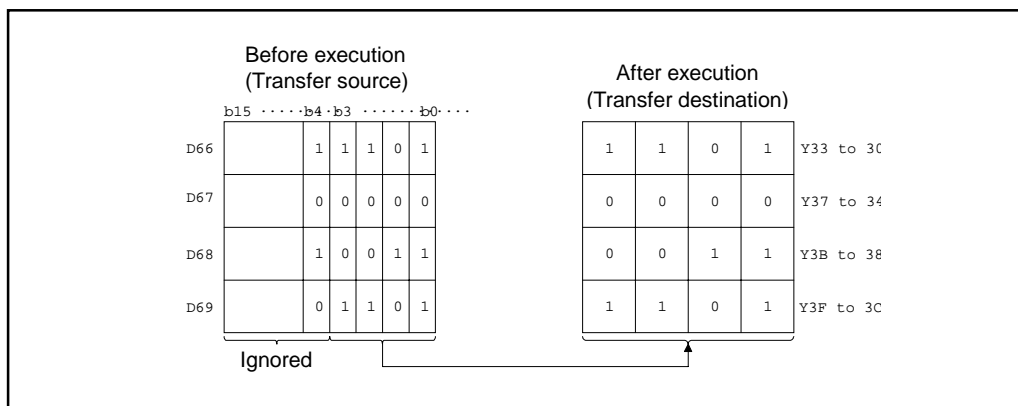 Before execution
(Transfer source)
After execution
(Transfer destination)
b15 ······ b4 b3 ······ b0 ····
D66 1 1 1 0 1 1 1 0 1 Y33 to 30
D67 0 0 0 0 0 0 0 0 0 Y37 to 34
D68 1 0 0 1 1 0 0 1 1 Y3B to 38
D69 0 1 1 0 1 1 1 0 1 Y3F to 3C
Ignored